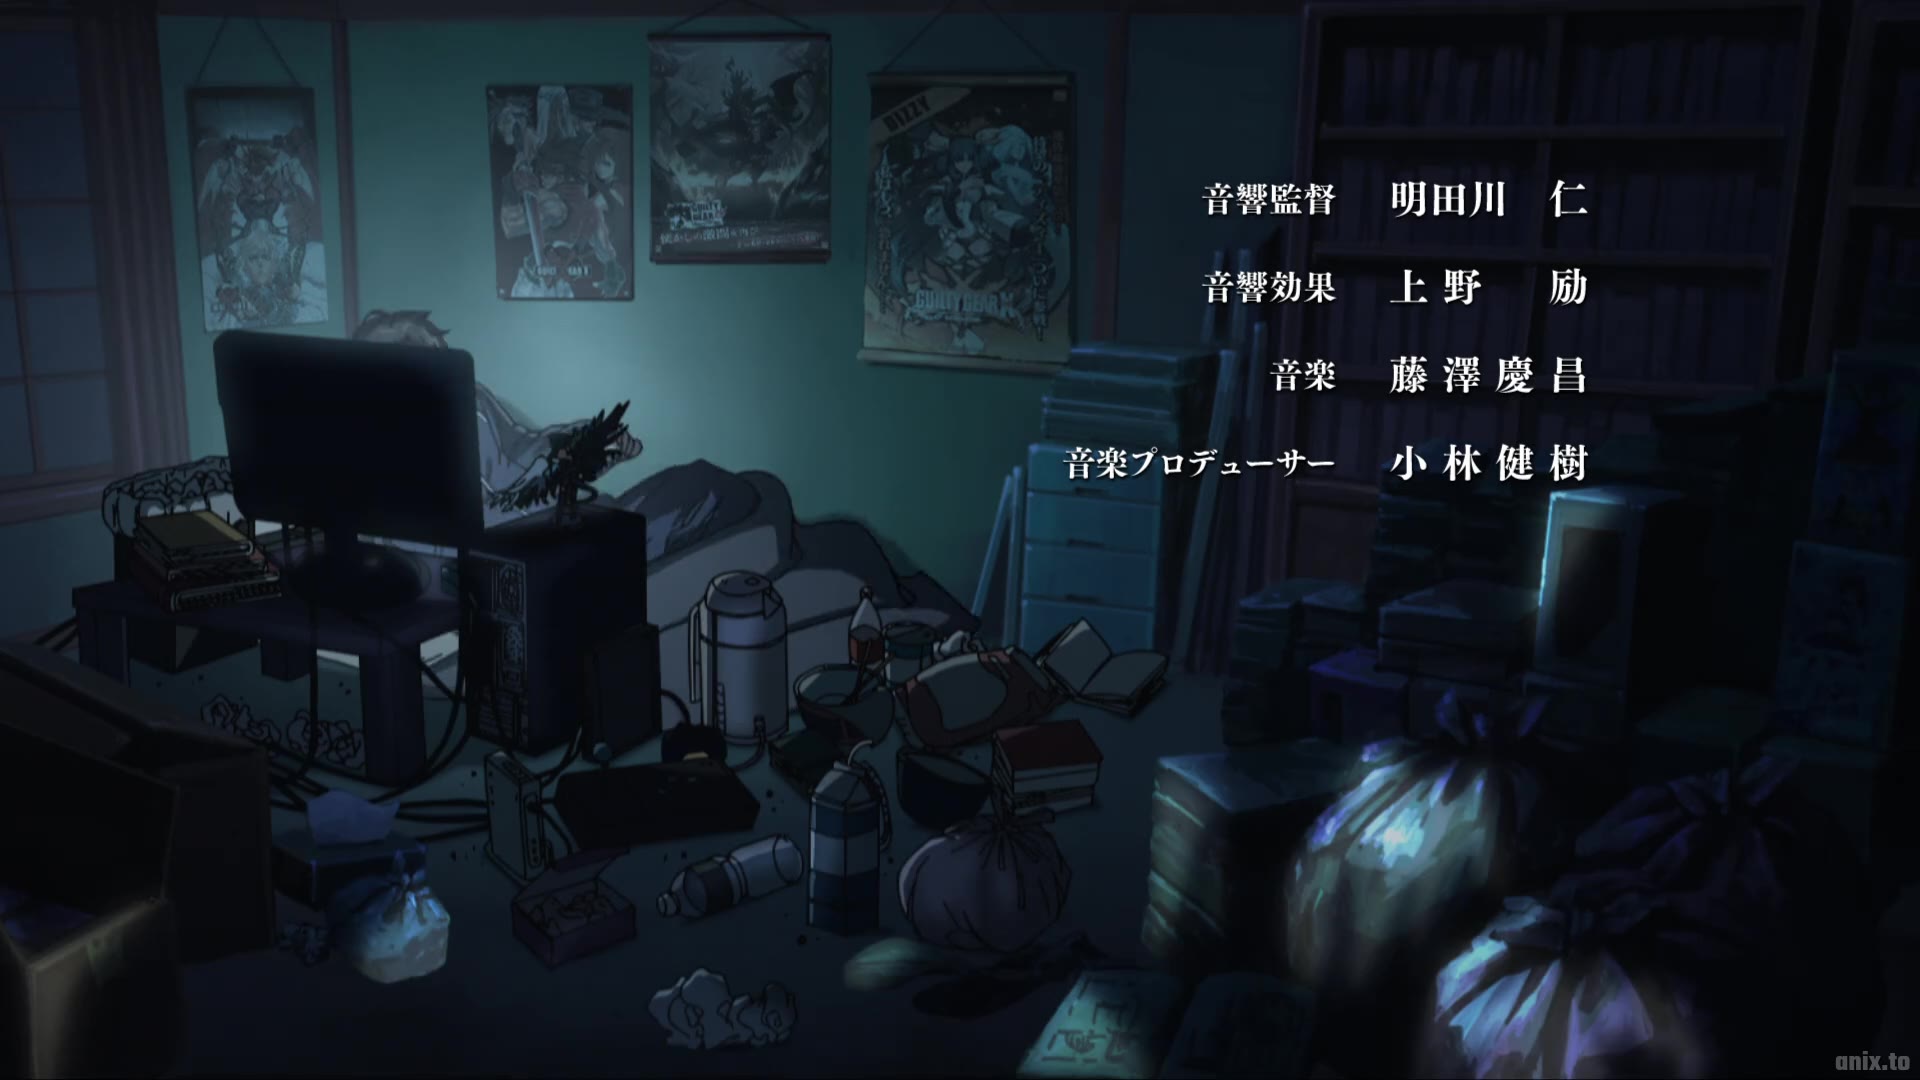 DIZZY
GUILTY GEAR X
音響監督 明田川 仁
音響効果 上野 励
音楽 藤澤慶昌
音楽プロデューサー 小林健樹
anix.to